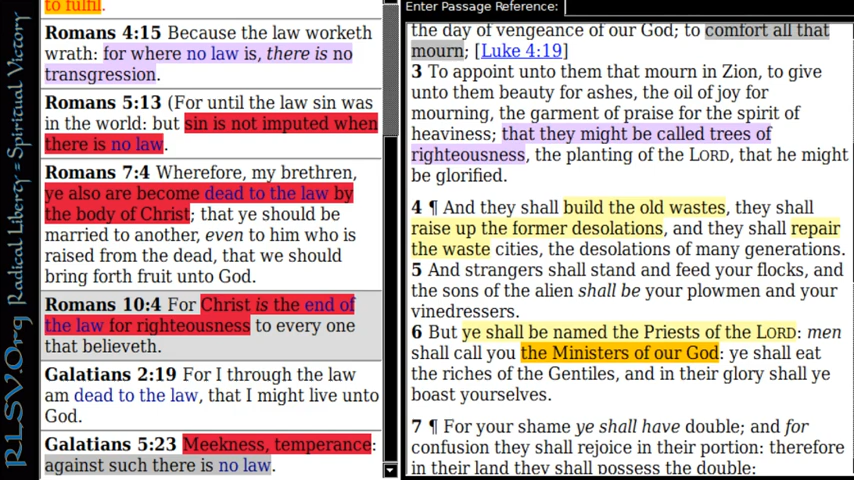 RLSVOrg Radical Liberty = Spiritual Victory
to fulfil.
Romans 4:15 Because the law worketh
wrath: for where no law is, there is no
transgression.
Romans 5:13 (For until the law sin was
in the world: but sin is not imputed when
there is no law.
Romans 7:4 Wherefore, my brethren,
ye also are become dead to the law by
the body of Christ; that ye should be
married to another, even to him who is
raised from the dead, that we should
bring forth fruit unto God.
Romans 10:4 For Christ is the end of
the law for righteousness to every one
that believeth.
Galatians 2:19 For I through the law
am dead to the law, that I might live unto
God.
Galatians 5:23 Meekness, temperance:
against such there is no law.
Enter Passage Reference:
the day of vengeance of our God; to comfort all that
mourn; [Luke 4:19]
3 To appoint unto them that mourn in Zion, to give
unto them beauty for ashes, the oil of joy for
mourning, the garment of praise for the spirit of
heaviness; that they might be called trees of
righteousness, the planting of the LORD, that he might
be glorified.
4 ¶ And they shall build the old wastes, they shall
raise up the former desolations, and they shall repair
the waste cities, the desolations of many generations.
5 And strangers shall stand and feed your flocks, and
the sons of the alien shall be your plowmen and your
vinedressers.
6 But ye shall be named the Priests of the LORD: men
shall call you the Ministers of our God: ye shall eat
the riches of the Gentiles, and in their glory shall ye
boast yourselves.
7 ¶ For your shame ye shall have double; and for
confusion they shall rejoice in their portion: therefore
in their land they shall possess the double: